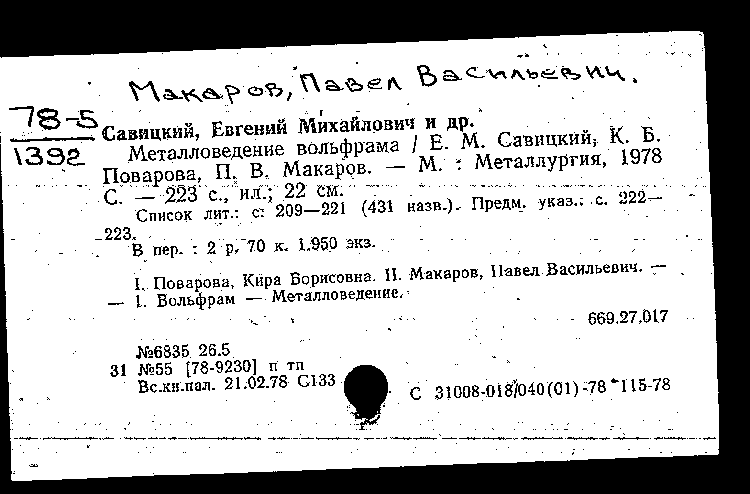 Макаров, Павел Васильевич.
78-5
1392
Савицкий, Евгений Михайлович и др.
Металловедение вольфрама / Е. М. Савицкий, К. Б.
Поварова, П. В. Макаров. — М. : Металлургия, 1978
С. — 223 с., ил.; 22 см.
Список лит.: с. 209—221 (431 назв.). Предм. указ.: с. 222—
223.
В пер. : 2 р. 70 к. 1.950 экз.
I. Поварова, Кира Борисовна. II. Макаров, Павел Васильевич. —
— 1. Вольфрам — Металловедение.
669.27.017
№6835 26.5
31 №55 [78-9230] п тп
Вс.кн.пал. 21.02.78 С133
С 31008-018/040(01)-78 115-78